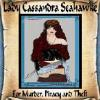 Lady Cassandra Seahawke
For Murder, Piracy and Theft